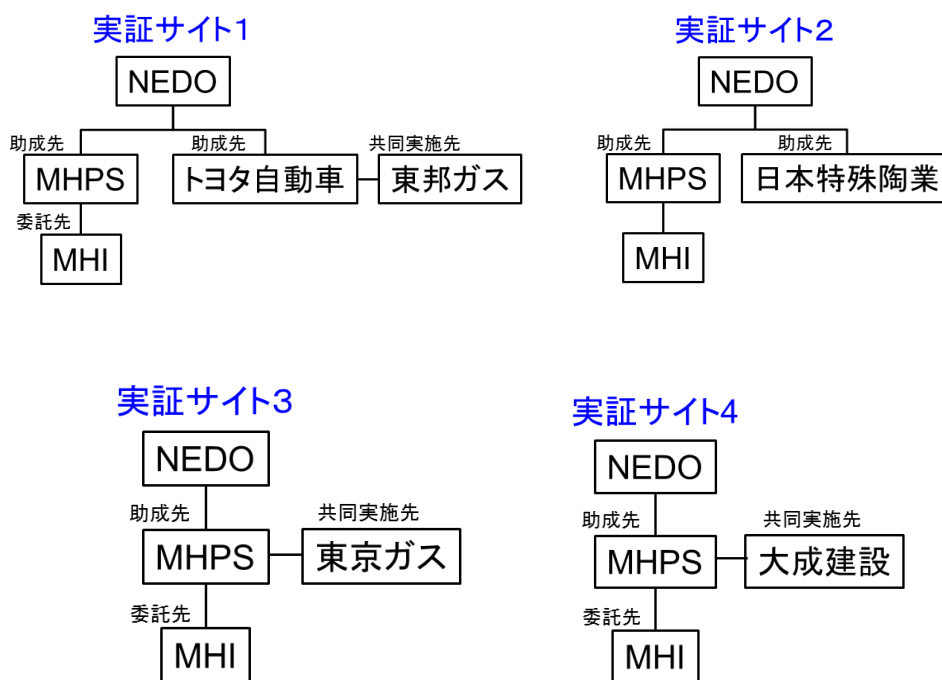 実証サイト1
NEDO
助成先
助成先
共同実施先
MHPS
トヨタ自動車
東邦ガス
委託先
MHI
実証サイト2
NEDO
助成先
助成先
MHPS
日本特殊陶業
MHI
実証サイト3
NEDO
助成先
共同実施先
MHPS
東京ガス
委託先
MHI
実証サイト4
NEDO
助成先
共同実施先
MHPS
大成建設
委託先
MHI